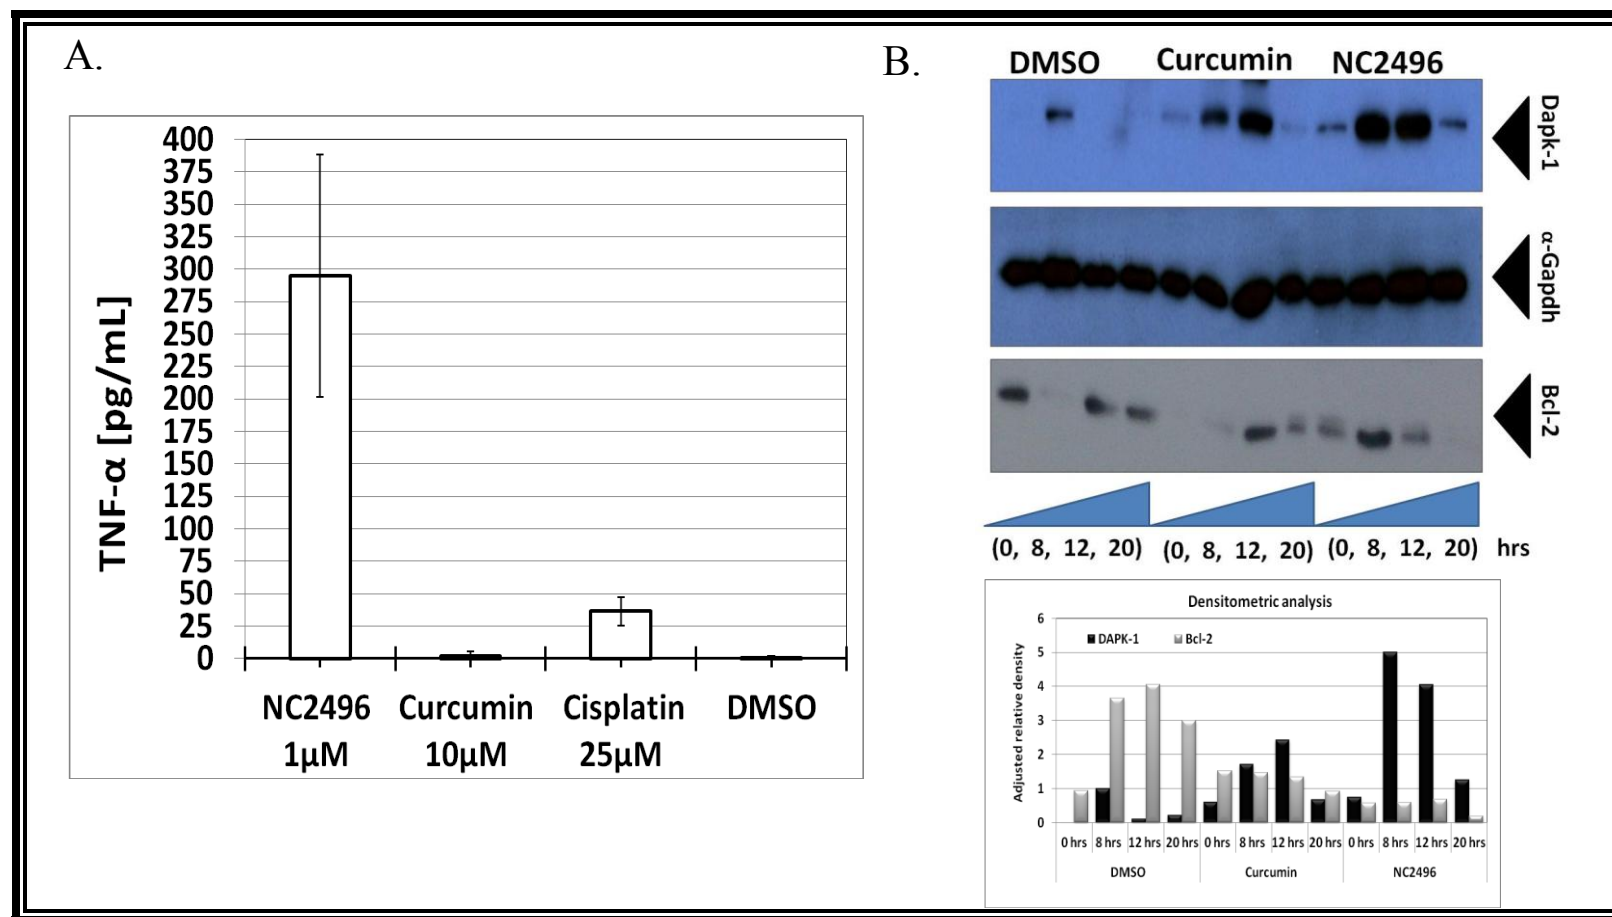 A.
400
375
350
325
300
275
250
225
200
175
150
125
100
75
50
25
0
TNF-α [pg/mL]
NC2496 Curcumin Cisplatin DMSO
1µM 10µM 25µM
B.
DMSO Curcumin NC2496
Dapk-1
α-Gapdh
Bcl-2
(0, 8, 12, 20) (0, 8, 12, 20) (0, 8, 12, 20) hrs
Densitometric analysis
DAPK-1 Bcl-2
6
5
4
3
2
1
0
Adjusted relative density
0 hrs 8 hrs 12 hrs 20 hrs 0 hrs 8 hrs 12 hrs 20 hrs 0 hrs 8 hrs 12 hrs 20 hrs
DMSO Curcumin NC2496